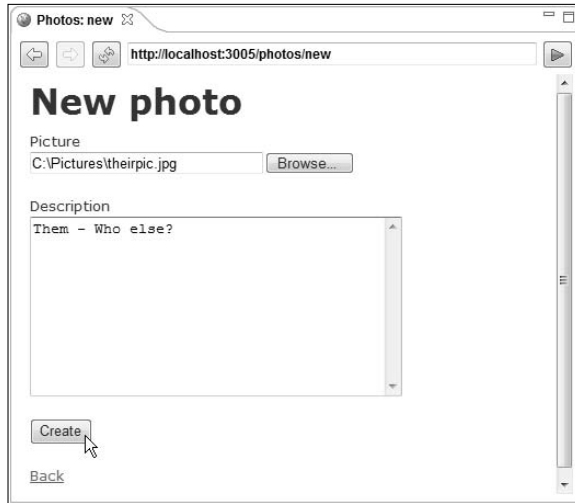 Photos: new
http://localhost:3005/photos/new
New photo
Picture
C:\Pictures\theirpic.jpg Browse...
Description
Them - Who else?
Create
Back